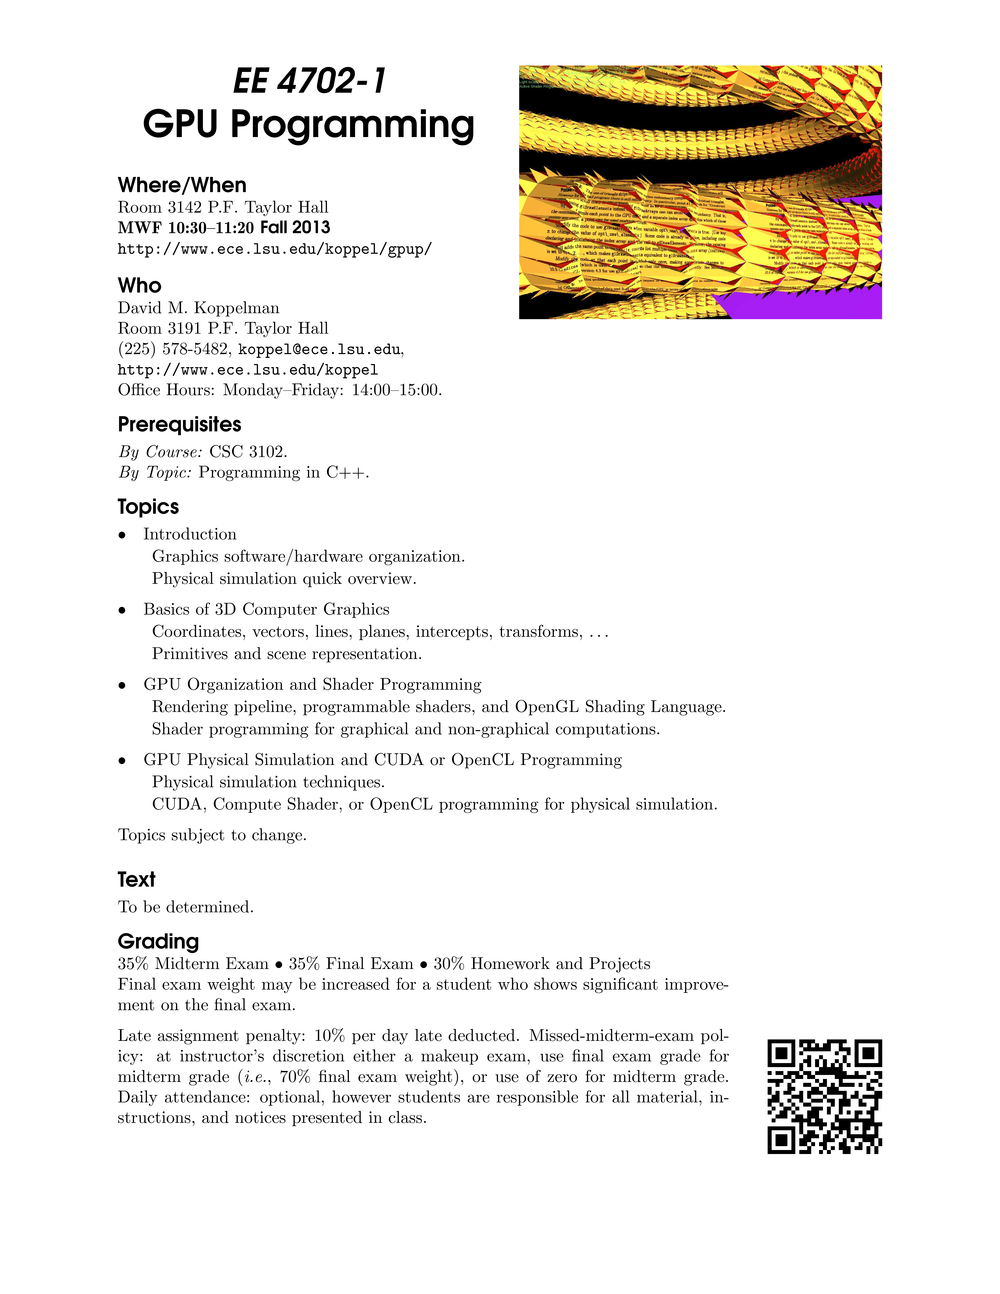 EE 4702-1
GPU Programming
Where/When
Room 3142 P.F. Taylor Hall
MWF 10:30–11:20 Fall 2013
http://www.ece.lsu.edu/koppel/gpup/
Who
David M. Koppelman
Room 3191 P.F. Taylor Hall
(225) 578-5482, koppel@ece.lsu.edu,
http://www.ece.lsu.edu/koppel
Office Hours: Monday–Friday: 14:00–15:00.
Prerequisites
By Course: CSC 3102.
By Topic: Programming in C++.
Topics
• Introduction
Graphics software/hardware organization.
Physical simulation quick overview.
• Basics of 3D Computer Graphics
Coordinates, vectors, lines, planes, intercepts, transforms, ...
Primitives and scene representation.
• GPU Organization and Shader Programming
Rendering pipeline, programmable shaders, and OpenGL Shading Language.
Shader programming for graphical and non-graphical computations.
• GPU Physical Simulation and CUDA or OpenCL Programming
Physical simulation techniques.
CUDA, Compute Shader, or OpenCL programming for physical simulation.
Topics subject to change.
Text
To be determined.
Grading
35% Midterm Exam • 35% Final Exam • 30% Homework and Projects
Final exam weight may be increased for a student who shows significant improve-
ment on the final exam.
Late assignment penalty: 10% per day late deducted. Missed-midterm-exam pol-
icy: at instructor's discretion either a makeup exam, use final exam grade for
midterm grade (i.e., 70% final exam weight), or use of zero for midterm grade.
Daily attendance: optional, however students are responsible for all material, in-
structions, and notices presented in class.